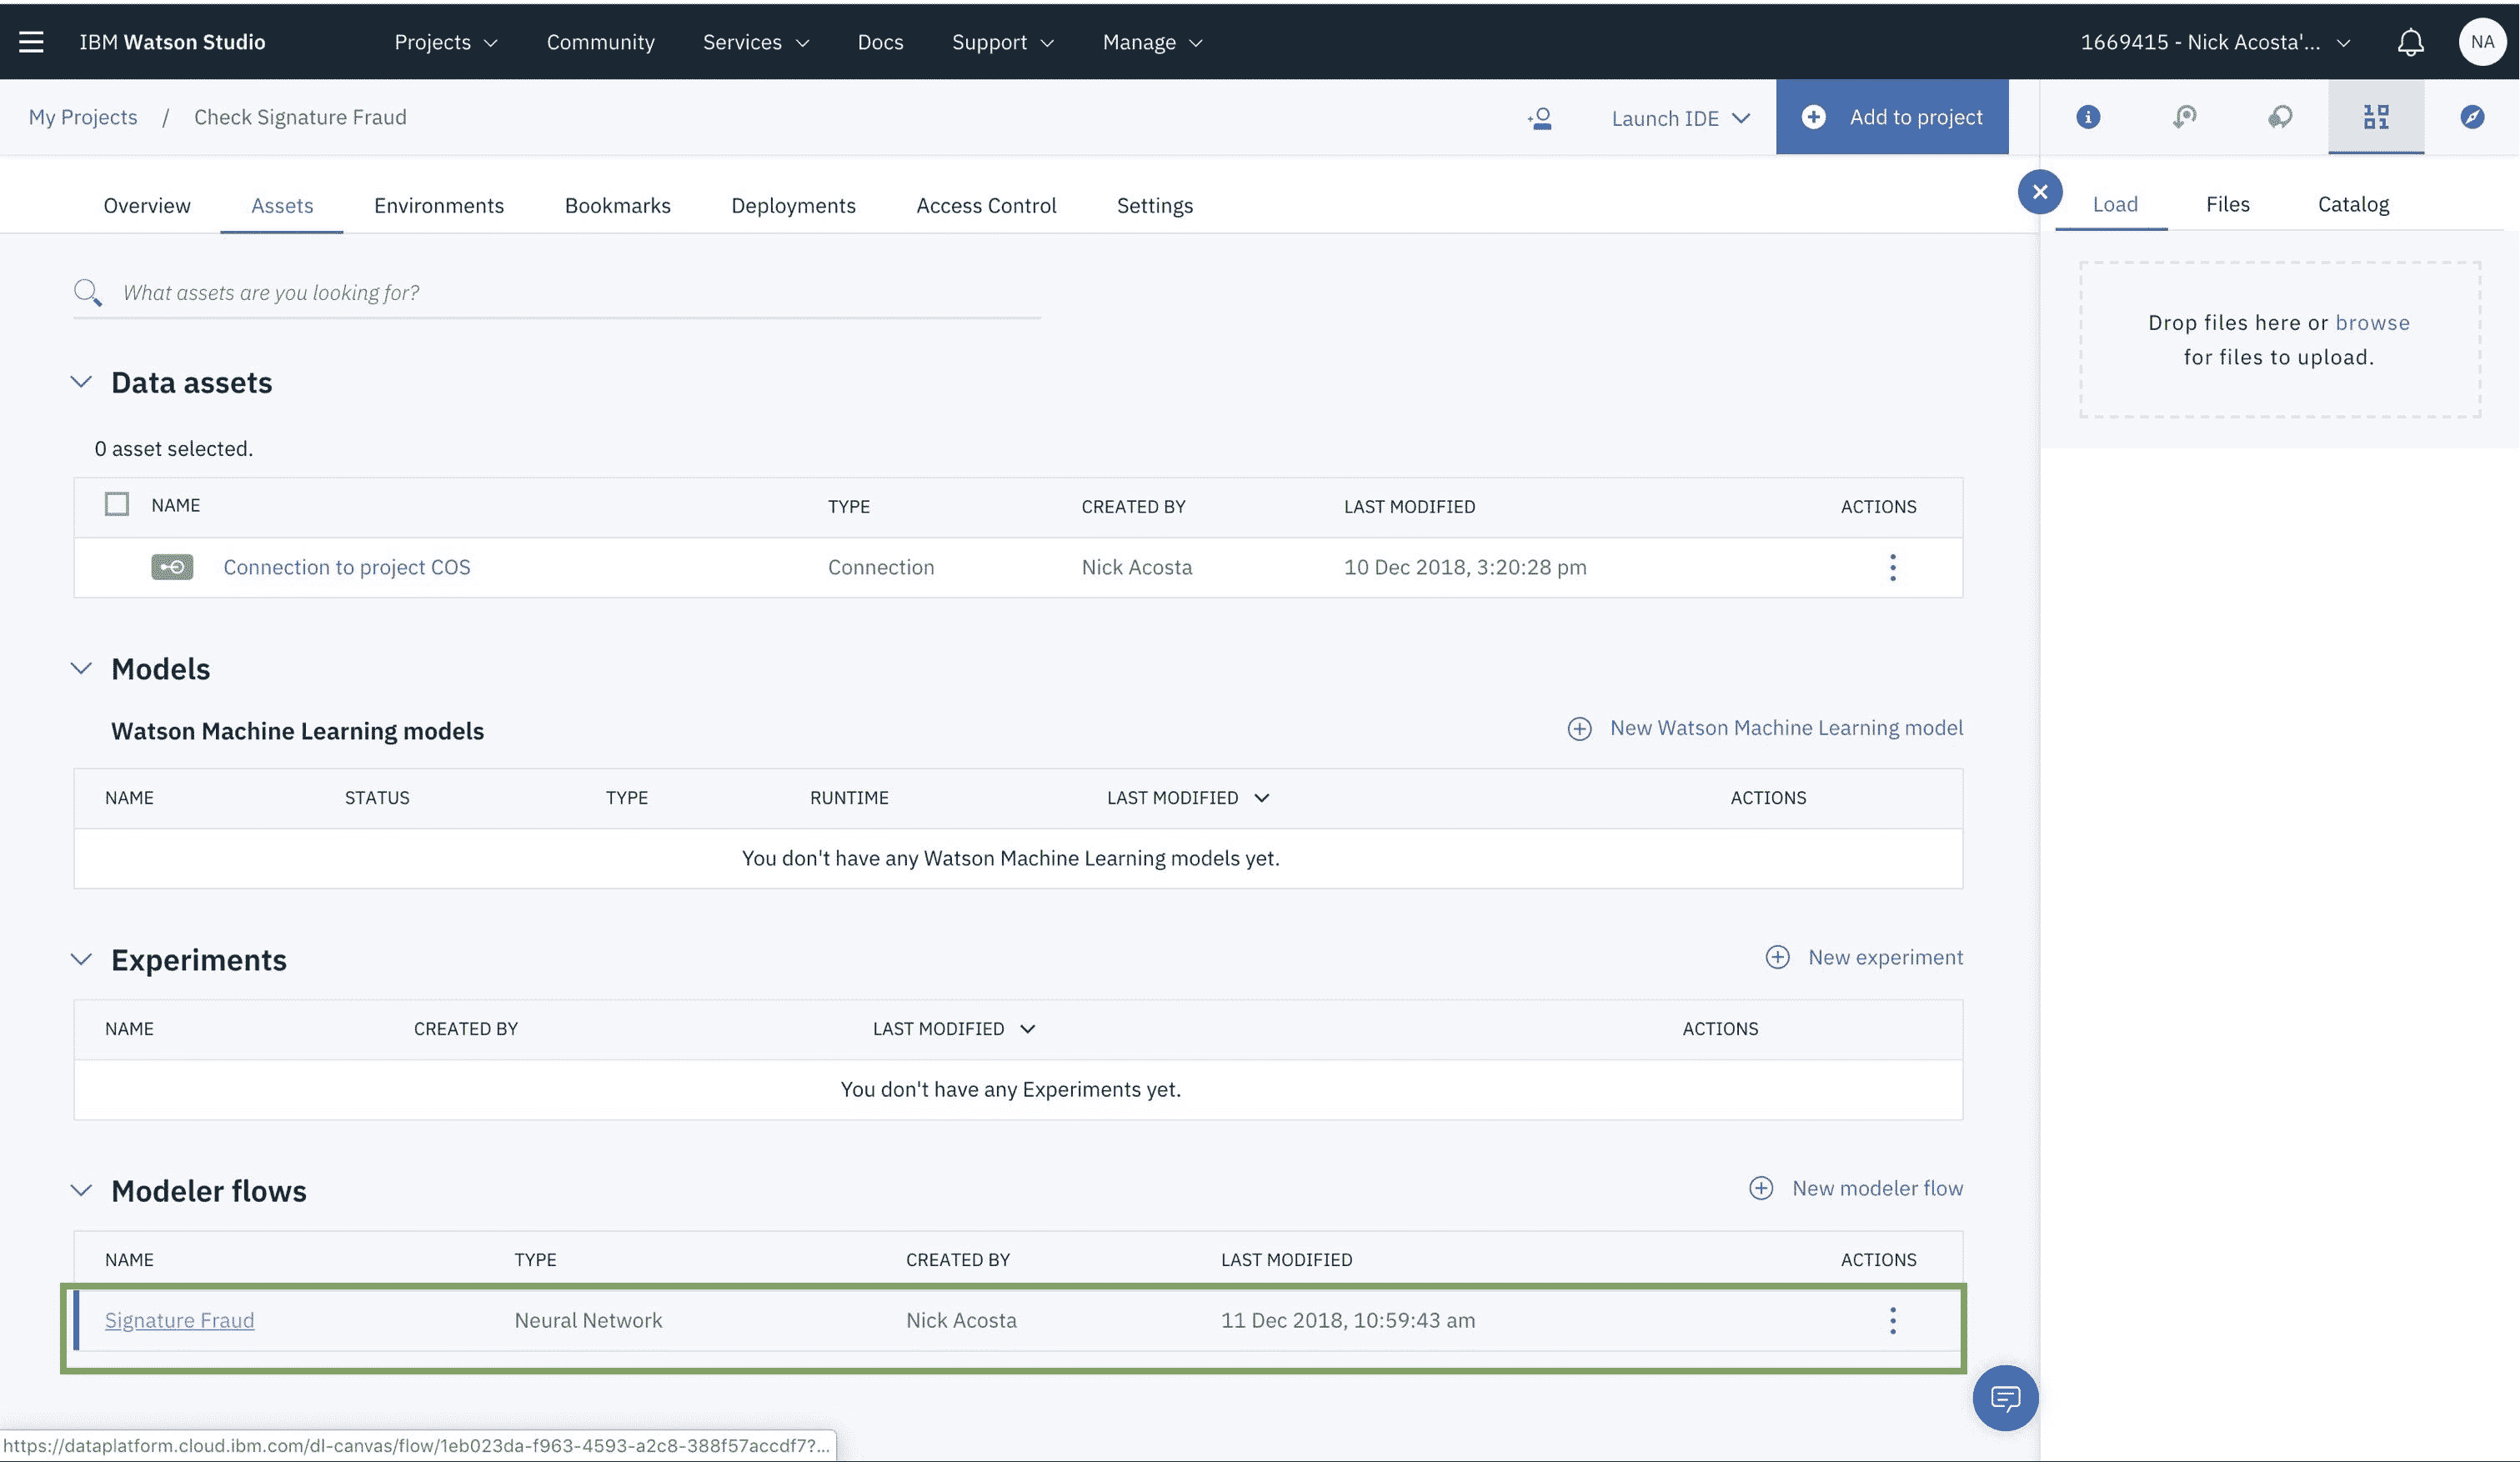 IBM Watson Studio Projects Community Services Docs Support Manage 1669415 - Nick Acosta'... NA
My Projects / Check Signature Fraud Launch IDE Add to project
Overview Assets Environments Bookmarks Deployments Access Control Settings Load Files Catalog
What assets are you looking for?
Drop files here or browse
for files to upload.
Data assets
0 asset selected.
NAME TYPE CREATED BY LAST MODIFIED ACTIONS
Connection to project COS Connection Nick Acosta 10 Dec 2018, 3:20:28 pm
Models
Watson Machine Learning models New Watson Machine Learning model
NAME STATUS TYPE RUNTIME LAST MODIFIED ACTIONS
You don't have any Watson Machine Learning models yet.
Experiments New experiment
NAME CREATED BY LAST MODIFIED ACTIONS
You don't have any Experiments yet.
Modeler flows New modeler flow
NAME TYPE CREATED BY LAST MODIFIED ACTIONS
Signature Fraud Neural Network Nick Acosta 11 Dec 2018, 10:59:43 am
https://dataplatform.cloud.ibm.com/dl-canvas/flow/1eb023da-f963-4593-a2c8-388f57accdf7?...